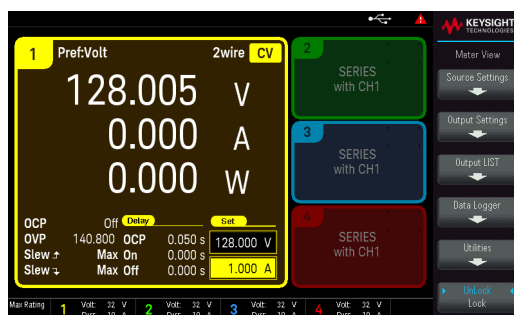 KEYSIGHT
TECHNOLOGIES
1 Pref:Volt 2wire CV
128.005 V
0.000 A
0.000 W
OCP Off Delay Set
OVP 140.800 OCP 0.050 s 128.000 V
Slew Max On 0.000 s
Slew Max Off 0.000 s 1.000 A
2
SERIES
with CH1
3
SERIES
with CH1
4
SERIES
with CH1
Meter View
Source Settings
Output Settings
Output LIST
Data Logger
Utilities
UnLock
Lock
Max Rating 1 Volt: 32 V 2 Volt: 32 V 3 Volt: 32 V 4 Volt: 32 V